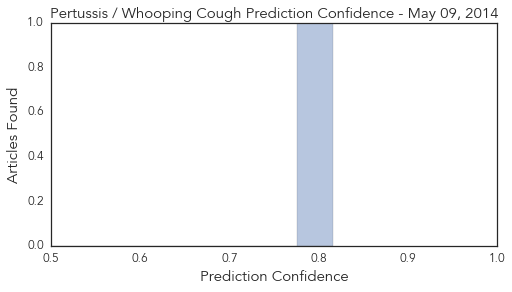 Pertussis / Whooping Cough Prediction Confidence - May 09, 2014
1.0
0.8
0.6
0.4
0.2
0.0
Articles Found
0.5 0.6 0.7 0.8 0.9 1.0
Prediction Confidence